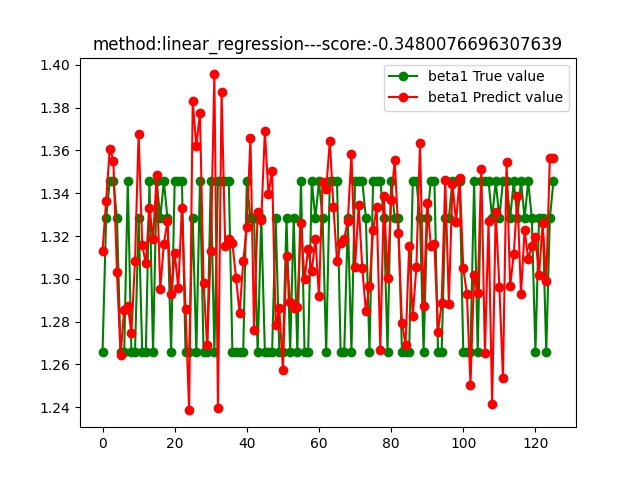 method:linear_regression---score:-0.3480076696307639
beta1 True value
beta1 Predict value
1.40
1.38
1.36
1.34
1.32
1.30
1.28
1.26
1.24
0 20 40 60 80 100 120